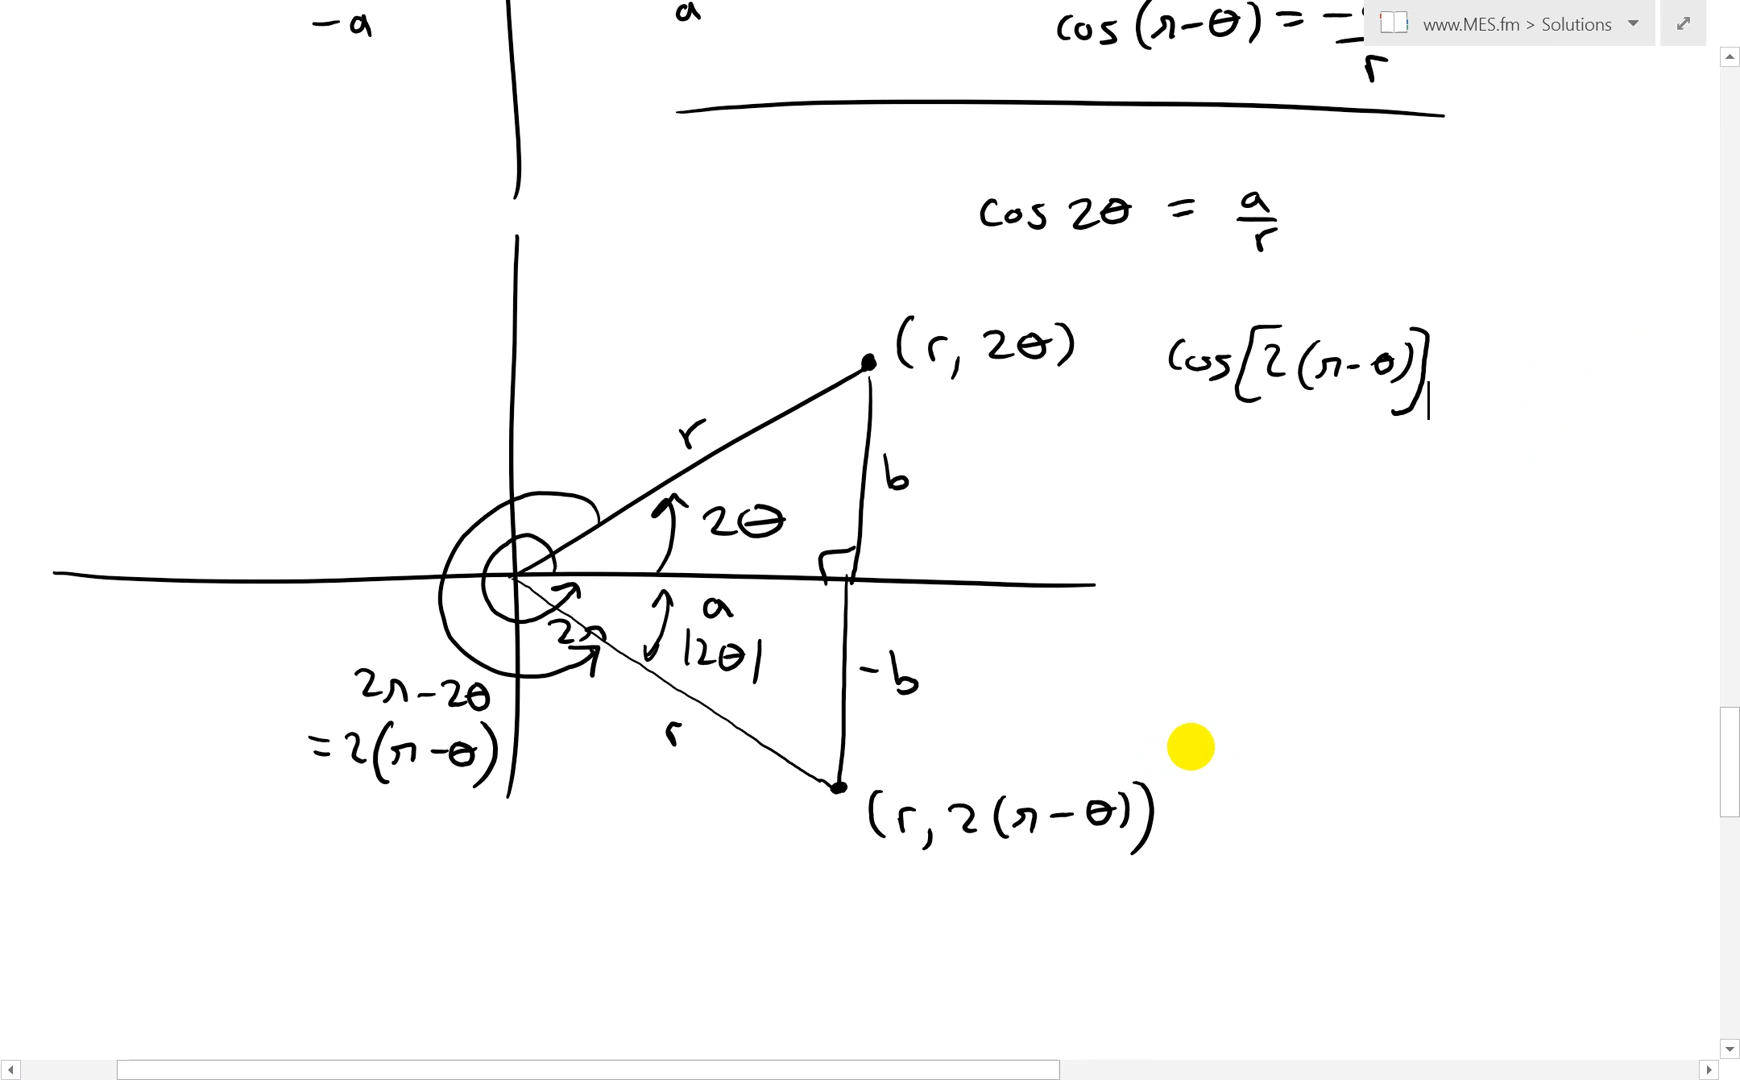 -a
a
cos(π-θ) = -
r
www.MES.fm > Solutions
cos 2θ = a/r
(r, 2θ)
cos[2(π-θ)]
r
b
2θ
a
2π
|2θ|
-b
2π-2θ
= 2(π-θ)
r
(r, 2(π-θ))